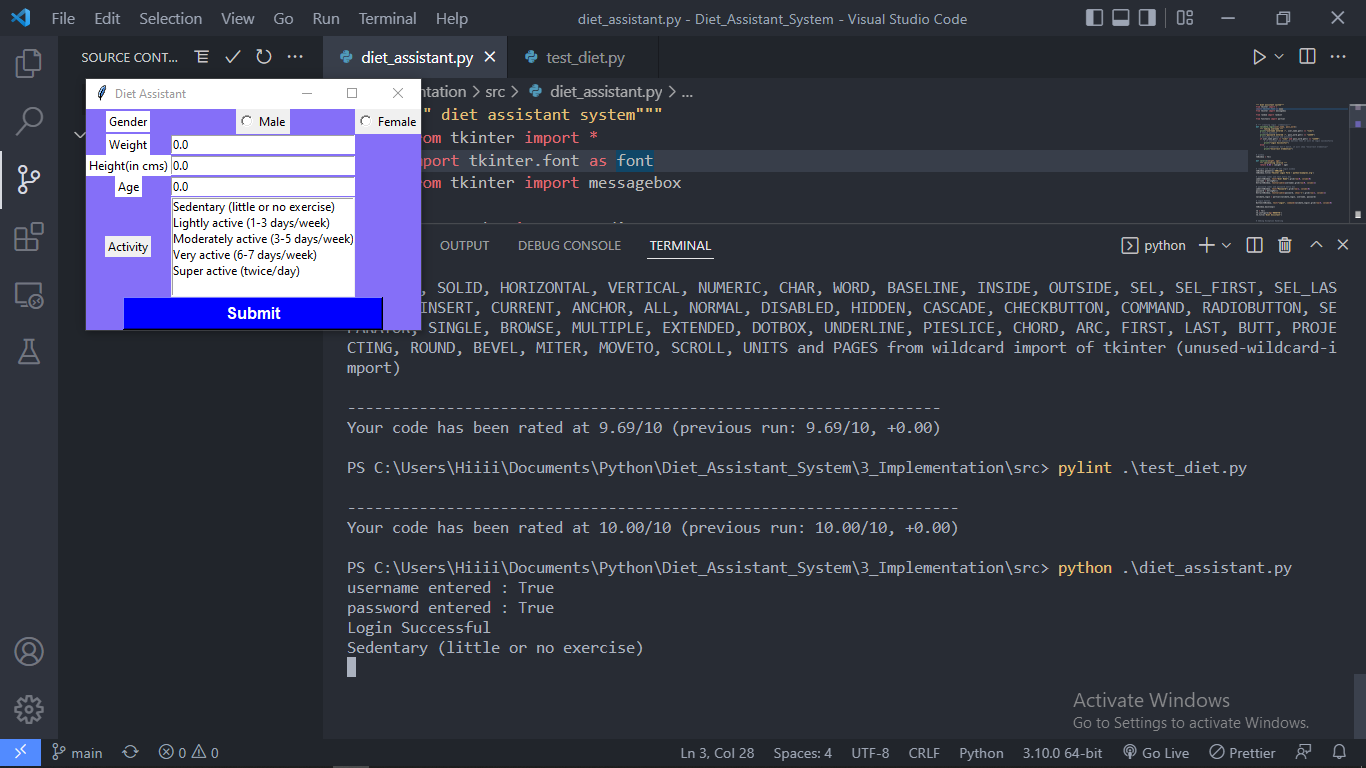 File Edit Selection View Go Run Terminal Help diet_assistant.py - Diet_Assistant_System - Visual Studio Code
SOURCE CONT...
diet_assistant.py
test_diet.py
Diet Assistant
Gender Male Female
Weight 0.0
Height(in cms) 0.0
Age 0.0
Activity
Sedentary (little or no exercise)
Lightly active (1-3 days/week)
Moderately active (3-5 days/week)
Very active (6-7 days/week)
Super active (twice/day)
Submit
ntation > src > diet_assistant.py > ...
" diet assistant system"""
om tkinter import *
port tkinter.font as font
om tkinter import messagebox
OUTPUT DEBUG CONSOLE TERMINAL python
, SOLID, HORIZONTAL, VERTICAL, NUMERIC, CHAR, WORD, BASELINE, INSIDE, OUTSIDE, SEL, SEL_FIRST, SEL_LAS
INSERT, CURRENT, ANCHOR, ALL, NORMAL, DISABLED, HIDDEN, CASCADE, CHECKBUTTON, COMMAND, RADIOBUTTON, SE
PARATOR, SINGLE, BROWSE, MULTIPLE, EXTENDED, DOTBOX, UNDERLINE, PIESLICE, CHORD, ARC, FIRST, LAST, BUTT, PROJE
CTING, ROUND, BEVEL, MITER, MOVETO, SCROLL, UNITS and PAGES from wildcard import of tkinter (unused-wildcard-i
mport)
------------------------------------------------------------------
Your code has been rated at 9.69/10 (previous run: 9.69/10, +0.00)
PS C:\Users\Hiiii\Documents\Python\Diet_Assistant_System\3_Implementation\src> pylint .\test_diet.py
--------------------------------------------------------------------
Your code has been rated at 10.00/10 (previous run: 10.00/10, +0.00)
PS C:\Users\Hiiii\Documents\Python\Diet_Assistant_System\3_Implementation\src> python .\diet_assistant.py
username entered : True
password entered : True
Login Successful
Sedentary (little or no exercise)
Activate Windows
Go to Settings to activate Windows.
main 0 0 Ln 3, Col 28 Spaces: 4 UTF-8 CRLF Python 3.10.0 64-bit Go Live Prettier